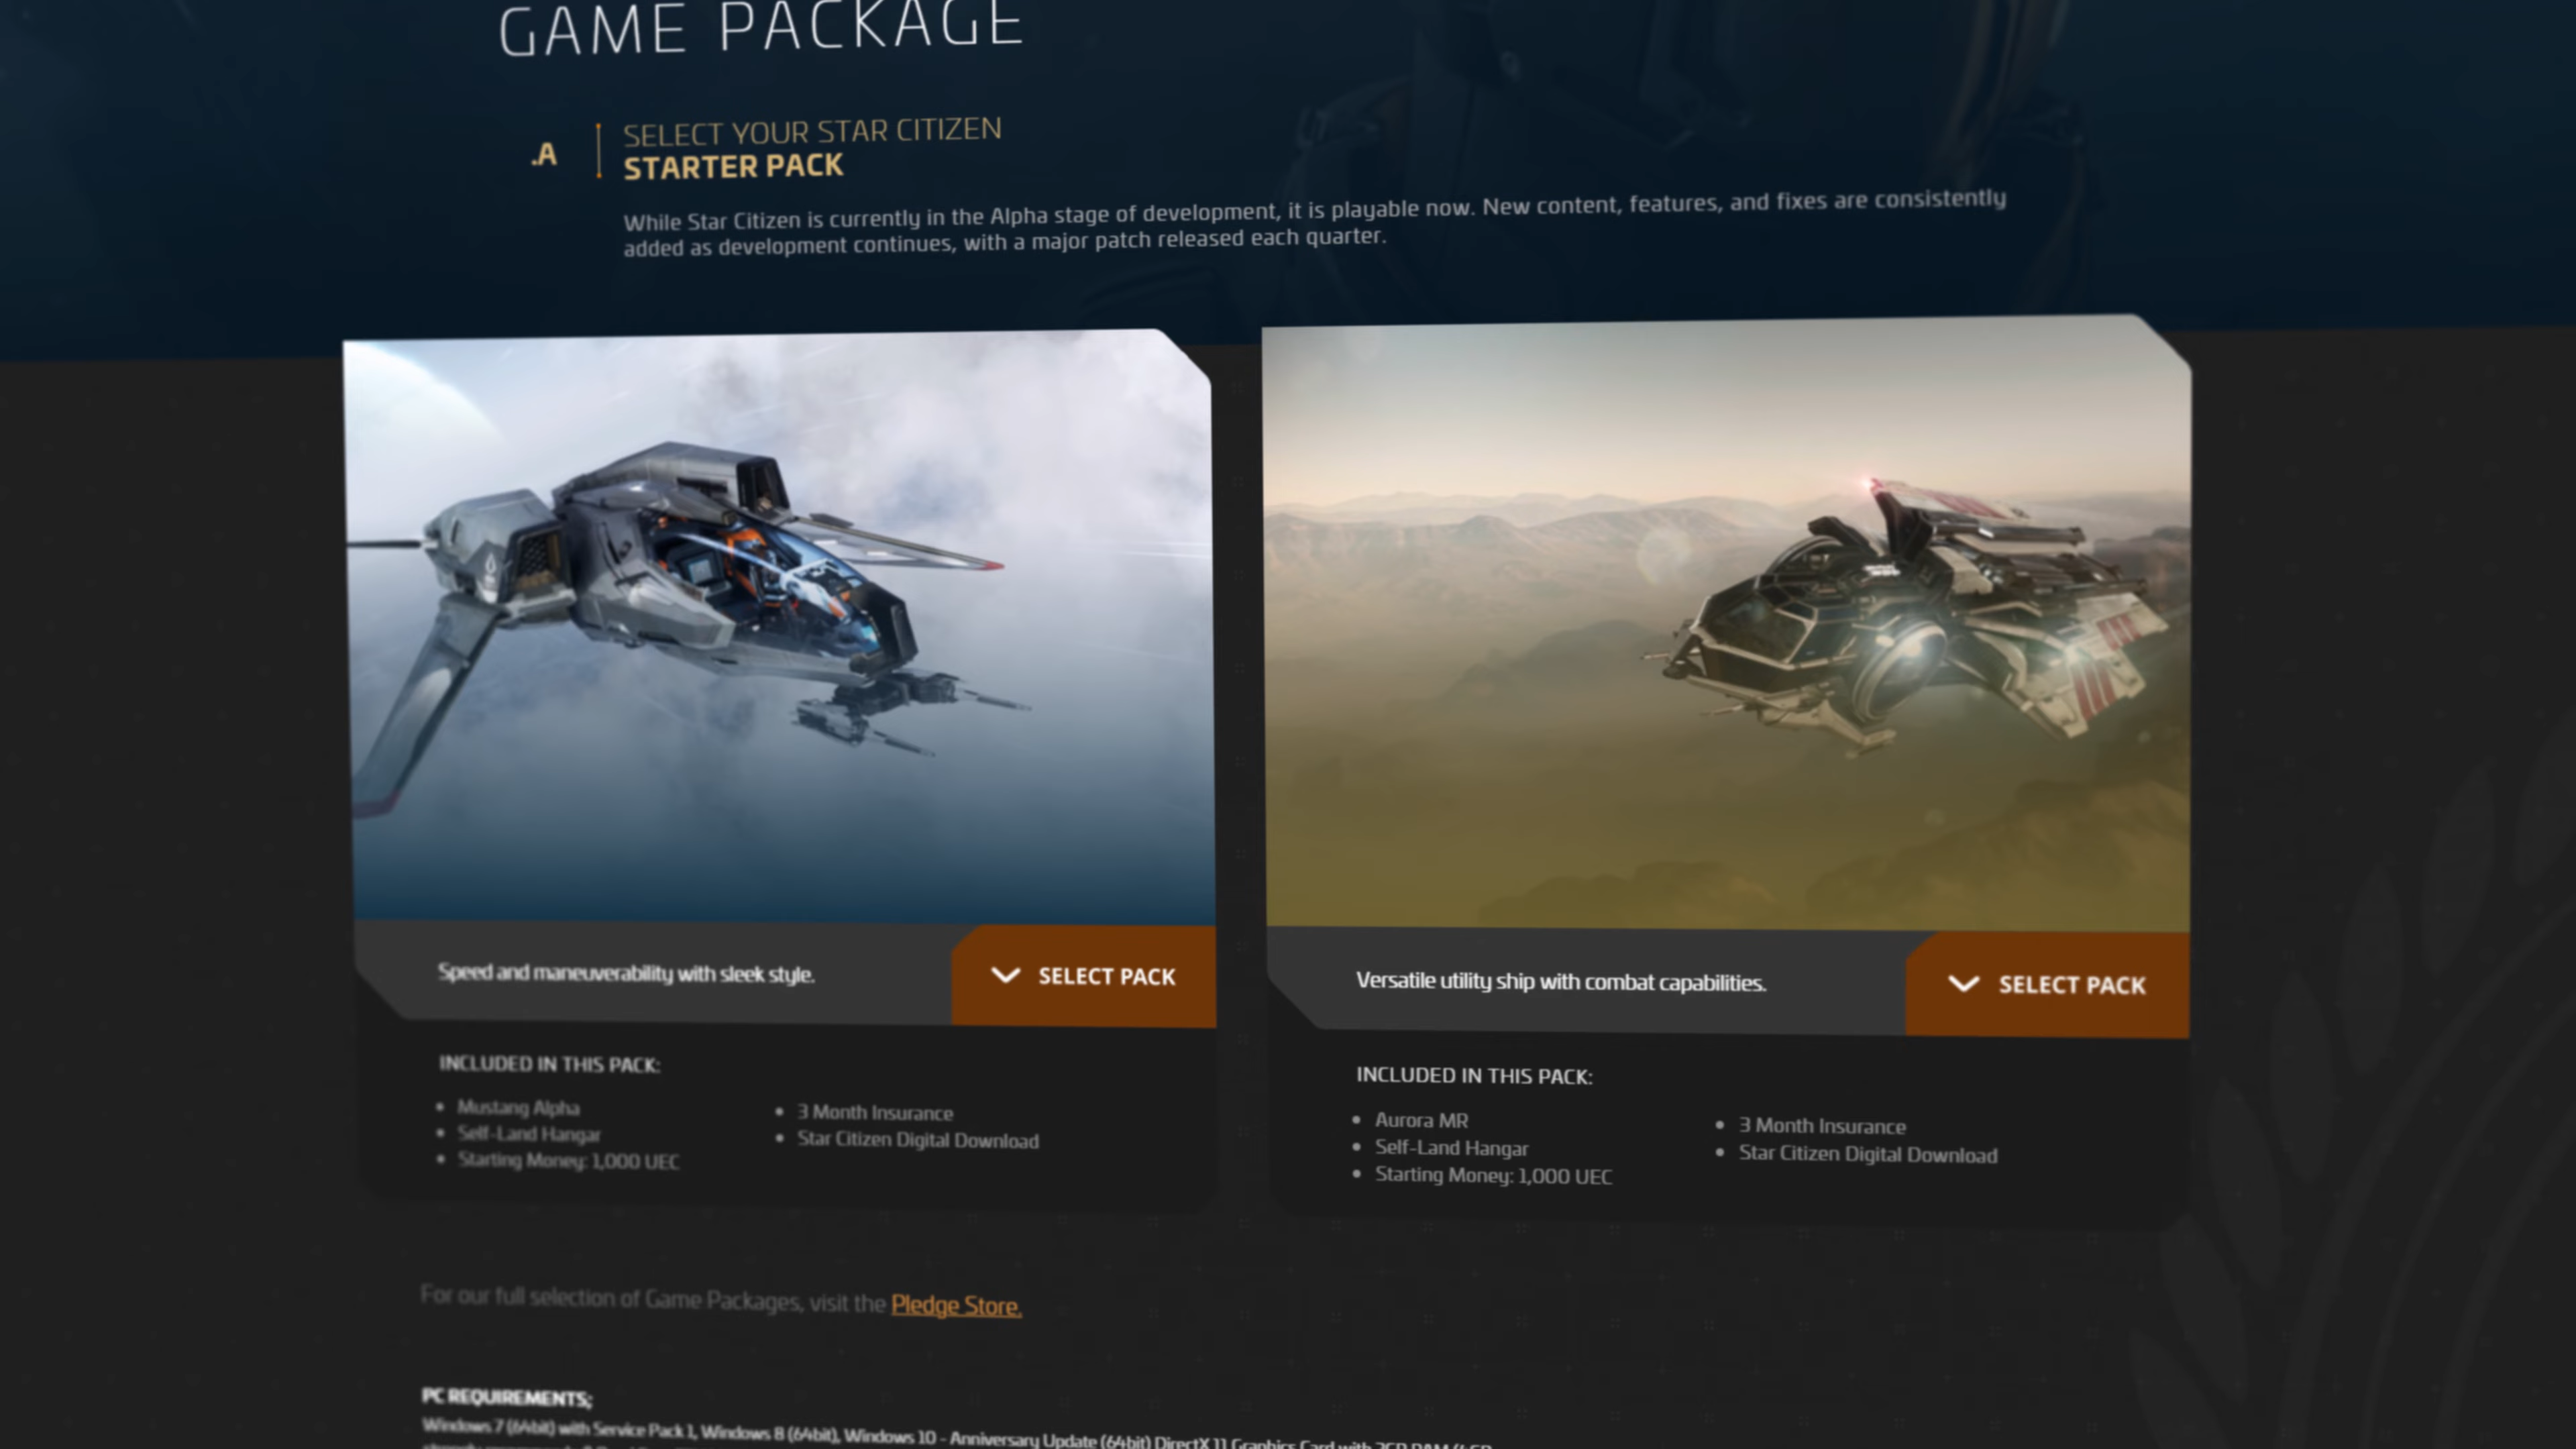 GAME PACKAGE
.A
SELECT YOUR STAR CITIZEN
STARTER PACK
While Star Citizen is currently in the Alpha stage of development, it is playable now. New content, features, and fixes are consistently
added as development continues, with a major patch released each quarter.
Speed and maneuverability with sleek style.
SELECT PACK
INCLUDED IN THIS PACK:
• Mustang Alpha
• Self-Land Hangar
• Starting Money: 1,000 UEC
• 3 Month Insurance
• Star Citizen Digital Download
Versatile utility ship with combat capabilities.
SELECT PACK
INCLUDED IN THIS PACK:
• Aurora MR
• Self-Land Hangar
• Starting Money: 1,000 UEC
• 3 Month Insurance
• Star Citizen Digital Download
For our full selection of Game Packages, visit the Pledge Store.
PC REQUIREMENTS;
Windows 7 (64bit) with Service Pack 1, Windows 8 (64bit), Windows 10 - Anniversary Update (64bit) DirectX 11 Graphics Card with